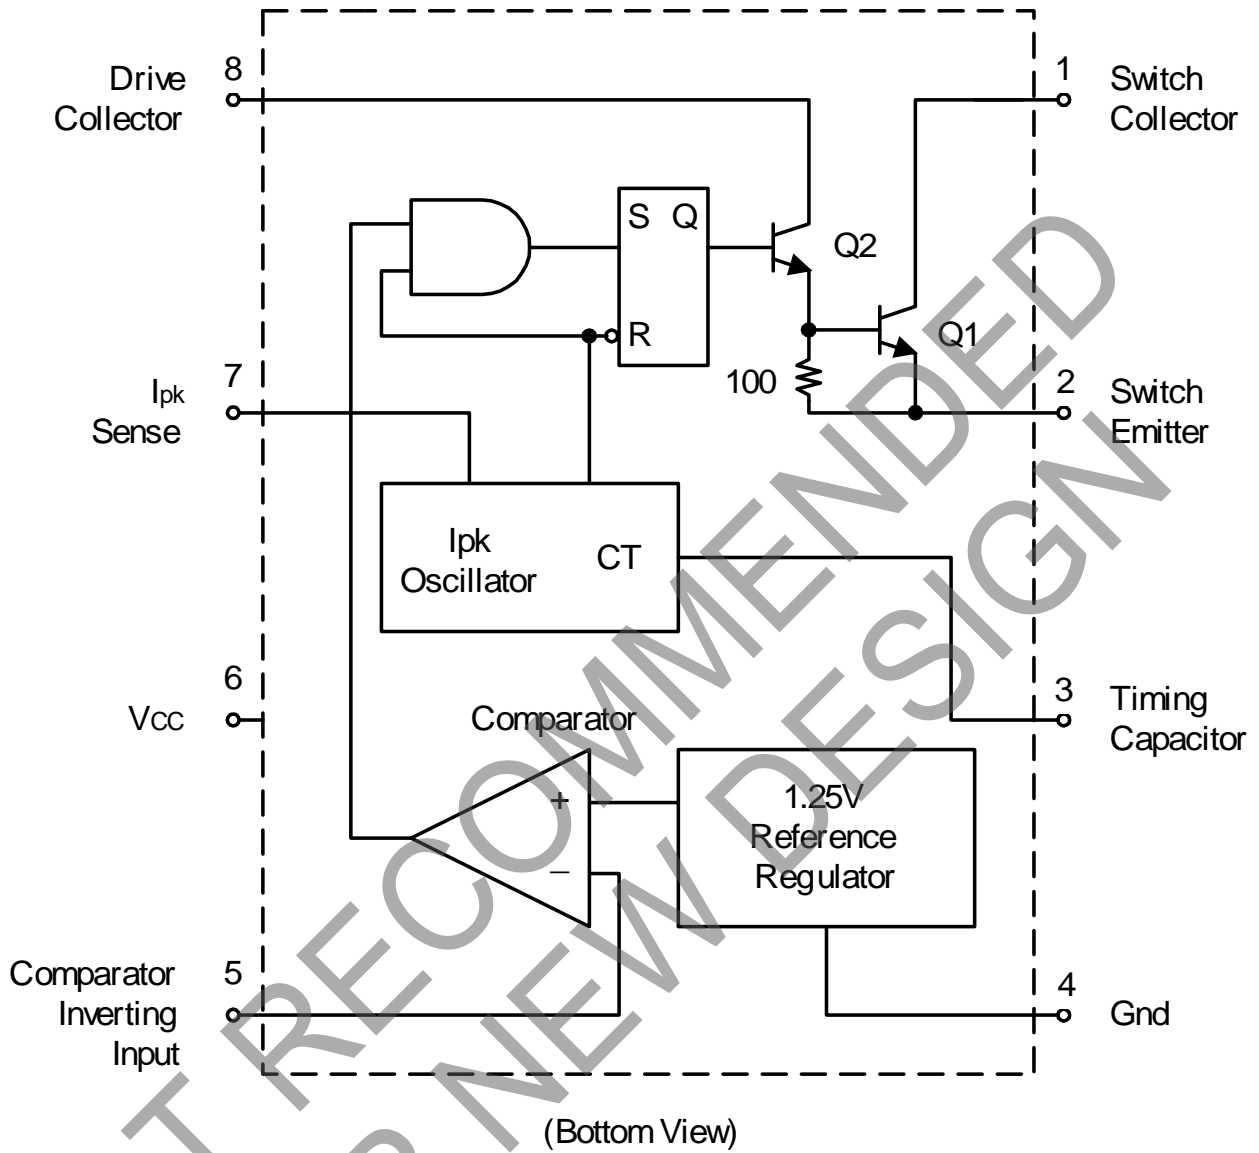 8
Drive
Collector
1
Switch
Collector
S Q
R
Q2
Q1
100
7
Ipk
Sense
2
Switch
Emitter
Ipk
Oscillator
CT
6
VCC
3
Timing
Capacitor
Comparator
+
–
1.25V
Reference
Regulator
5
Comparator
Inverting
Input
4
Gnd
(Bottom View)
T RECOMMENDED
R NEW DESIGN